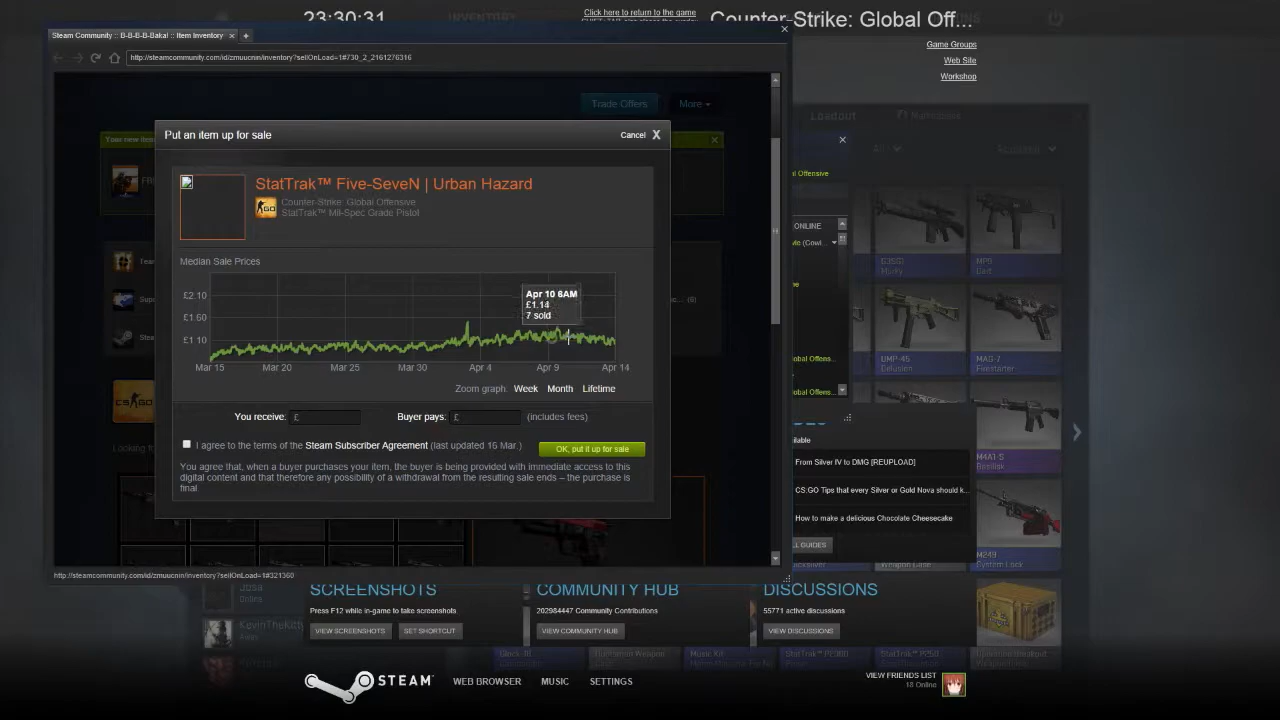 23:30:31
INVENTORY
Click here to return to the game
Counter-Strike: Global Off...
Steam Community :: B-B-B-B-Baka! :: Item Inventory
http://steamcommunity.com/id/zmuucnin/inventory?sellOnLoad=1#730_2_2161276316
Game Groups
Web Site
Workshop
Trade Offers
More
Loadout
Marketplace
Put an item up for sale
Cancel X
All
StatTrak™ Five-SeveN | Urban Hazard
Counter-Strike: Global Offensive
StatTrak™ Mil-Spec Grade Pistol
ONLINE
Median Sale Prices
G3SG1
Murky
MP9
Dart
£2.10
£1.60
£1.10
Apr 10 6AM
£1.14
7 sold
Mar 15 Mar 20 Mar 25 Mar 30 Apr 4 Apr 9 Apr 14
UMP-45
Delusion
MAG-7
Firestarter
Zoom graph: Week Month Lifetime
You receive: £
Buyer pays: £ (includes fees)
I agree to the terms of the Steam Subscriber Agreement (last updated 16 Mar.)
OK, put it up for sale
You agree that, when a buyer purchases your item, the buyer is being provided with immediate access to this
digital content and that therefore any possibility of a withdrawal from the resulting sale ends – the purchase is
final
From Silver IV to DMG [REUPLOAD]
CS:GO Tips that every Silver or Gold Nova should k...
How to make a delicious Chocolate Cheesecake
LL GUIDES
M4A1-S
Basilisk
M249
System Lock
http://steamcommunity.com/id/zmuucnin/inventory?sellOnLoad=1#321360
SCREENSHOTS
Press F12 while in-game to take screenshots
VIEW SCREENSHOTS
SET SHORTCUT
COMMUNITY HUB
202984447 Community Contributions
VIEW COMMUNITY HUB
DISCUSSIONS
55771 active discussions
VIEW DISCUSSIONS
KevinTheKitty
STEAM
WEB BROWSER
MUSIC
SETTINGS
VIEW FRIENDS LIST
18 Online